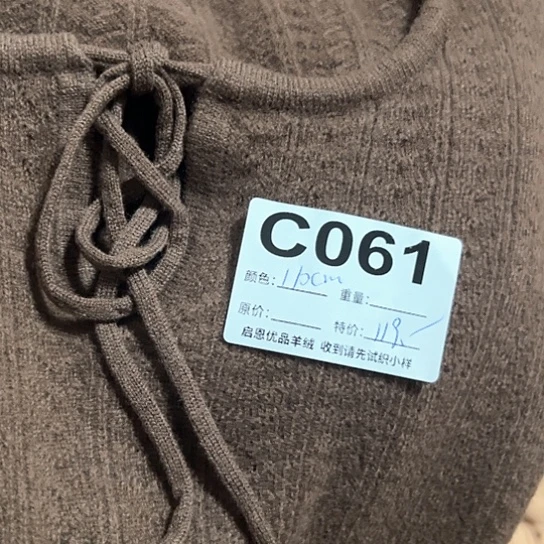 C061
颜色: 110cm 重量:
原价: 特价: 119.-
启恩优品羊绒 收到请先试织小样